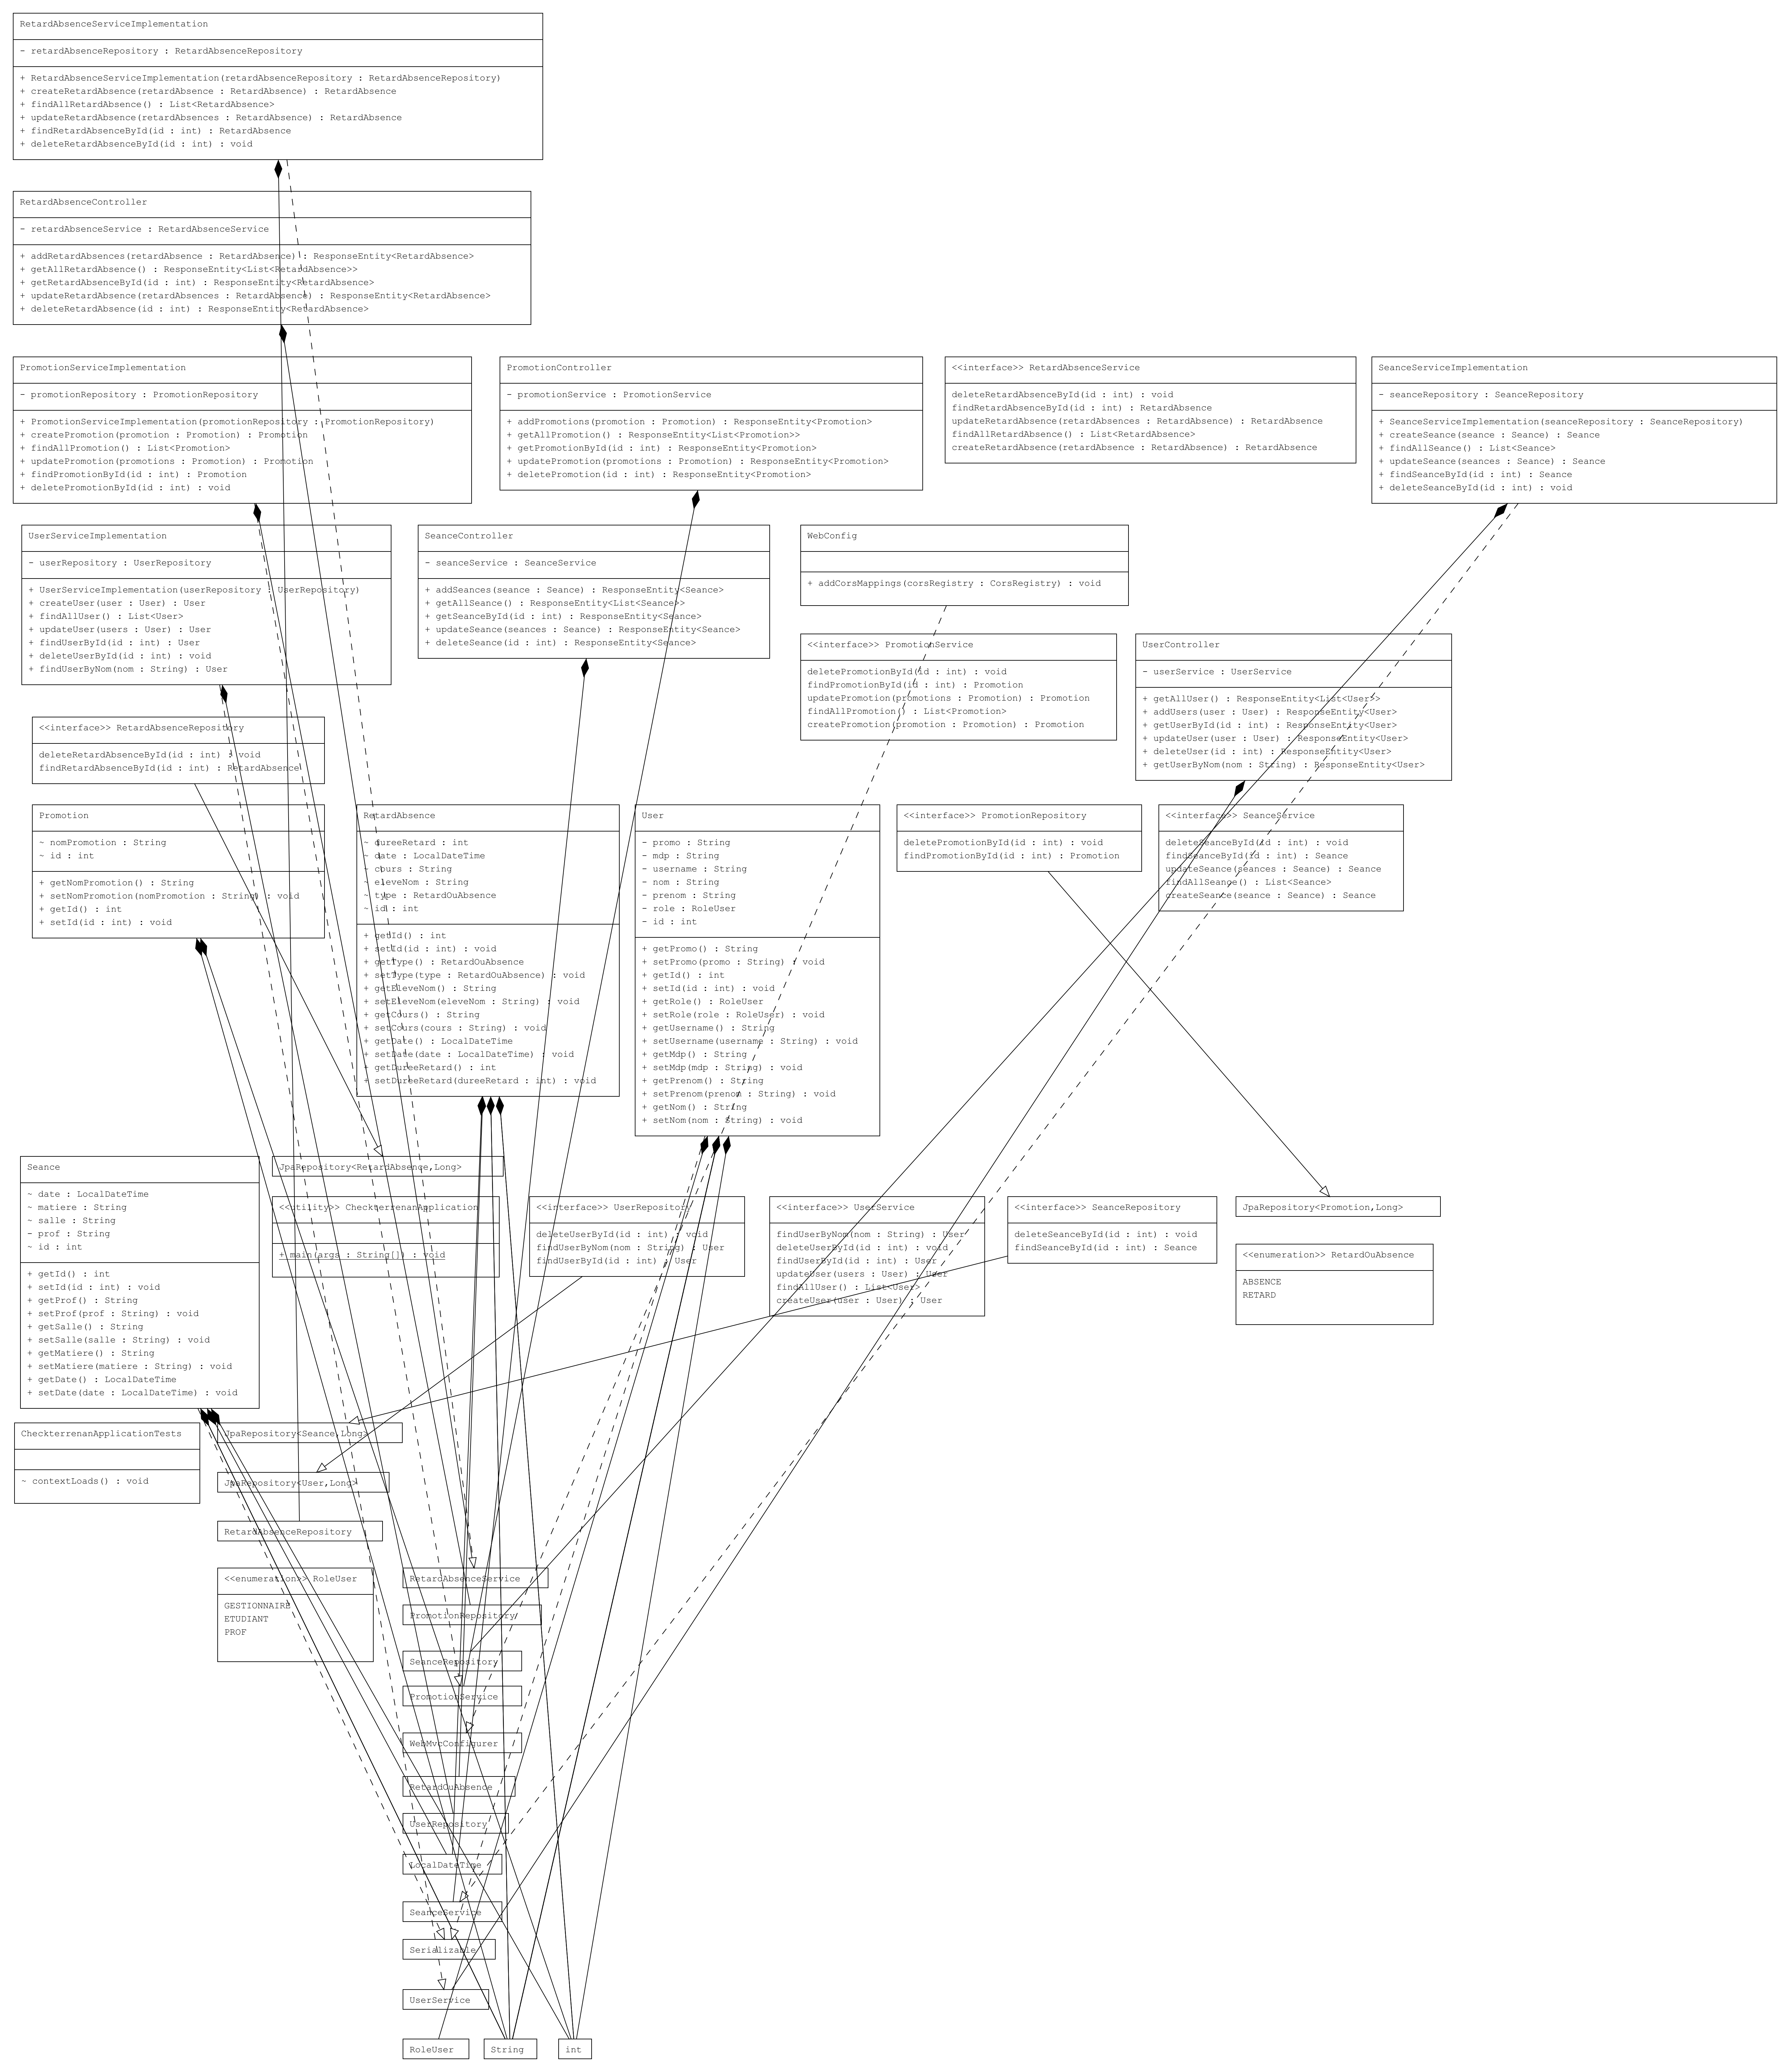 RetardAbsenceServiceImplementation
- retardAbsenceRepository : RetardAbsenceRepository
+ RetardAbsenceServiceImplementation(retardAbsenceRepository : RetardAbsenceRepository)
+ createRetardAbsence(retardAbsence : RetardAbsence) : RetardAbsence
+ findAllRetardAbsence() : List<RetardAbsence>
+ updateRetardAbsence(retardAbsences : RetardAbsence) : RetardAbsence
+ findRetardAbsenceById(id : int) : RetardAbsence
+ deleteRetardAbsenceById(id : int) : void
RetardAbsenceController
- retardAbsenceService : RetardAbsenceService
+ addRetardAbsences(retardAbsence : RetardAbsence) : ResponseEntity<RetardAbsence>
+ getAllRetardAbsence() : ResponseEntity<List<RetardAbsence>>
+ getRetardAbsenceById(id : int) : ResponseEntity<RetardAbsence>
+ updateRetardAbsence(retardAbsences : RetardAbsence) : ResponseEntity<RetardAbsence>
+ deleteRetardAbsence(id : int) : ResponseEntity<RetardAbsence>
PromotionServiceImplementation
- promotionRepository : PromotionRepository
+ PromotionServiceImplementation(promotionRepository : PromotionRepository)
+ createPromotion(promotion : Promotion) : Promotion
+ findAllPromotion() : List<Promotion>
+ updatePromotion(promotions : Promotion) : Promotion
+ findPromotionById(id : int) : Promotion
+ deletePromotionById(id : int) : void
PromotionController
- promotionService : PromotionService
+ addPromotions(promotion : Promotion) : ResponseEntity<Promotion>
+ getAllPromotion() : ResponseEntity<List<Promotion>>
+ getPromotionById(id : int) : ResponseEntity<Promotion>
+ updatePromotion(promotions : Promotion) : ResponseEntity<Promotion>
+ deletePromotion(id : int) : ResponseEntity<Promotion>
<<interface>> RetardAbsenceService
deleteRetardAbsenceById(id : int) : void
findRetardAbsenceById(id : int) : RetardAbsence
updateRetardAbsence(retardAbsences : RetardAbsence) : RetardAbsence
findAllRetardAbsence() : List<RetardAbsence>
createRetardAbsence(retardAbsence : RetardAbsence) : RetardAbsence
SeanceServiceImplementation
- seanceRepository : SeanceRepository
+ SeanceServiceImplementation(seanceRepository : SeanceRepository)
+ createSeance(seance : Seance) : Seance
+ findAllSeance() : List<Seance>
+ updateSeance(seances : Seance) : Seance
+ findSeanceById(id : int) : Seance
+ deleteSeanceById(id : int) : void
UserServiceImplementation
- userRepository : UserRepository
+ UserServiceImplementation(userRepository : UserRepository)
+ createUser(user : User) : User
+ findAllUser() : List<User>
+ updateUser(users : User) : User
+ findUserById(id : int) : User
+ deleteUserById(id : int) : void
+ findUserByNom(nom : String) : User
SeanceController
- seanceService : SeanceService
+ addSeances(seance : Seance) : ResponseEntity<Seance>
+ getAllSeance() : ResponseEntity<List<Seance>>
+ getSeanceById(id : int) : ResponseEntity<Seance>
+ updateSeance(seances : Seance) : ResponseEntity<Seance>
+ deleteSeance(id : int) : ResponseEntity<Seance>
WebConfig
+ addCorsMappings(corsRegistry : CorsRegistry) : void
<<interface>> PromotionService
deletePromotionById(id : int) : void
findPromotionById(id : int) : Promotion
updatePromotion(promotions : Promotion) : Promotion
findAllPromotion() : List<Promotion>
createPromotion(promotion : Promotion) : Promotion
UserController
- userService : UserService
+ getAllUser() : ResponseEntity<List<User>>
+ addUsers(user : User) : ResponseEntity<User>
+ getUserById(id : int) : ResponseEntity<User>
+ updateUser(user : User) : ResponseEntity<User>
+ deleteUser(id : int) : ResponseEntity<User>
+ getUserByNom(nom : String) : ResponseEntity<User>
<<interface>> RetardAbsenceRepository
deleteRetardAbsenceById(id : int) : void
findRetardAbsenceById(id : int) : RetardAbsence
Promotion
~ nomPromotion : String
~ id : int
+ getNomPromotion() : String
+ setNomPromotion(nomPromotion : String) : void
+ getId() : int
+ setId(id : int) : void
RetardAbsence
~ dureeRetard : int
~ date : LocalDateTime
~ cours : String
~ eleveNom : String
~ type : RetardOuAbsence
~ id : int
+ getId() : int
+ setId(id : int) : void
+ getType() : RetardOuAbsence
+ setType(type : RetardOuAbsence) : void
+ getEleveNom() : String
+ setEleveNom(eleveNom : String) : void
+ getCours() : String
+ setCours(cours : String) : void
+ getDate() : LocalDateTime
+ setDate(date : LocalDateTime) : void
+ getDureeRetard() : int
+ setDureeRetard(dureeRetard : int) : void
User
- promo : String
- mdp : String
- username : String
- nom : String
- prenom : String
- role : RoleUser
- id : int
+ getPromo() : String
+ setPromo(promo : String) : void
+ getId() : int
+ setId(id : int) : void
+ getRole() : RoleUser
+ setRole(role : RoleUser) : void
+ getUsername() : String
+ setUsername(username : String) : void
+ getMdp() : String
+ setMdp(mdp : String) : void
+ getPrenom() : String
+ setPrenom(prenom : String) : void
+ getNom() : String
+ setNom(nom : String) : void
<<interface>> PromotionRepository
deletePromotionById(id : int) : void
findPromotionById(id : int) : Promotion
<<interface>> SeanceService
deleteSeanceById(id : int) : void
findSeanceById(id : int) : Seance
updateSeance(seances : Seance) : Seance
findAllSeance() : List<Seance>
createSeance(seance : Seance) : Seance
Seance
~ date : LocalDateTime
~ matiere : String
~ salle : String
~ prof : String
~ id : int
+ getId() : int
+ setId(id : int) : void
+ getProf() : String
+ setProf(prof : String) : void
+ getSalle() : String
+ setSalle(salle : String) : void
+ getMatiere() : String
+ setMatiere(matiere : String) : void
+ getDate() : LocalDateTime
+ setDate(date : LocalDateTime) : void
JpaRepository<RetardAbsence,Long>
<<utility>> CheckterrenanApplication
+ main(args : String[]) : void
<<interface>> UserRepository
deleteUserById(id : int) : void
findUserByNom(nom : String) : User
findUserById(id : int) : User
<<interface>> UserService
findUserByNom(nom : String) : User
deleteUserById(id : int) : void
findUserById(id : int) : User
updateUser(users : User) : User
findAllUser() : List<User>
createUser(user : User) : User
<<interface>> SeanceRepository
deleteSeanceById(id : int) : void
findSeanceById(id : int) : Seance
JpaRepository<Promotion,Long>
<<enumeration>> RetardOuAbsence
ABSENCE
RETARD
CheckterrenanApplicationTests
~ contextLoads() : void
JpaRepository<Seance,Long>
JpaRepository<User,Long>
RetardAbsenceRepository
<<enumeration>> RoleUser
GESTIONNAIRE
ETUDIANT
PROF
RetardAbsenceService
PromotionRepository
SeanceRepository
PromotionService
WebMvcConfigurer
RetardOuAbsence
UserRepository
LocalDateTime
SeanceService
Serializable
UserService
RoleUser
String
int